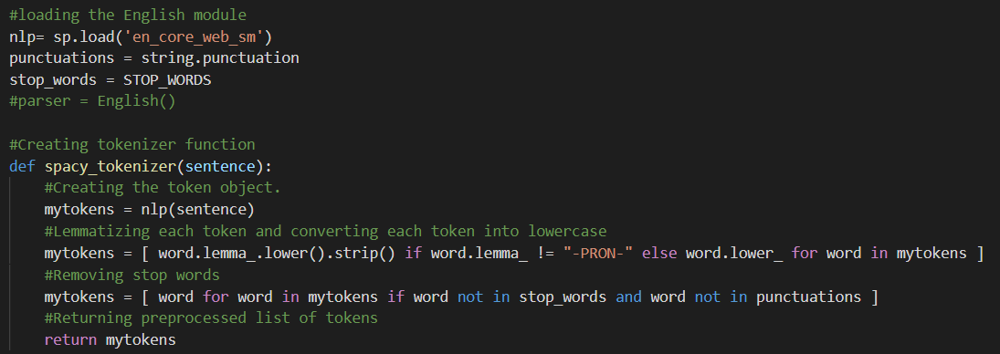 #loading the English module
nlp= sp.load('en_core_web_sm')
punctuations = string.punctuation
stop_words = STOP_WORDS
#parser = English()

#Creating tokenizer function
def spacy_tokenizer(sentence):
    #Creating the token object.
    mytokens = nlp(sentence)
    #Lemmatizing each token and converting each token into lowercase
    mytokens = [ word.lemma_.lower().strip() if word.lemma_ != "-PRON-" else word.lower_ for word in mytokens ]
    #Removing stop words
    mytokens = [ word for word in mytokens if word not in stop_words and word not in punctuations ]
    #Returning preprocessed list of tokens
    return mytokens